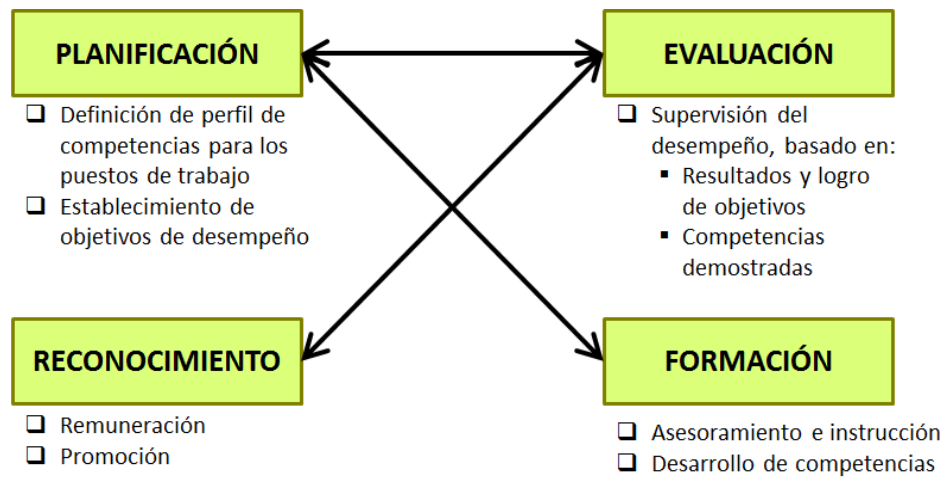 PLANIFICACIÓN
❑ Definición de perfil de
competencias para los
puestos de trabajo
❑ Establecimiento de
objetivos de desempeño
EVALUACIÓN
❑ Supervisión del
desempeño, basado en:
▪ Resultados y logro
de objetivos
▪ Competencias
demostradas
RECONOCIMIENTO
❑ Remuneración
❑ Promoción
FORMACIÓN
❑ Asesoramiento e instrucción
❑ Desarrollo de competencias